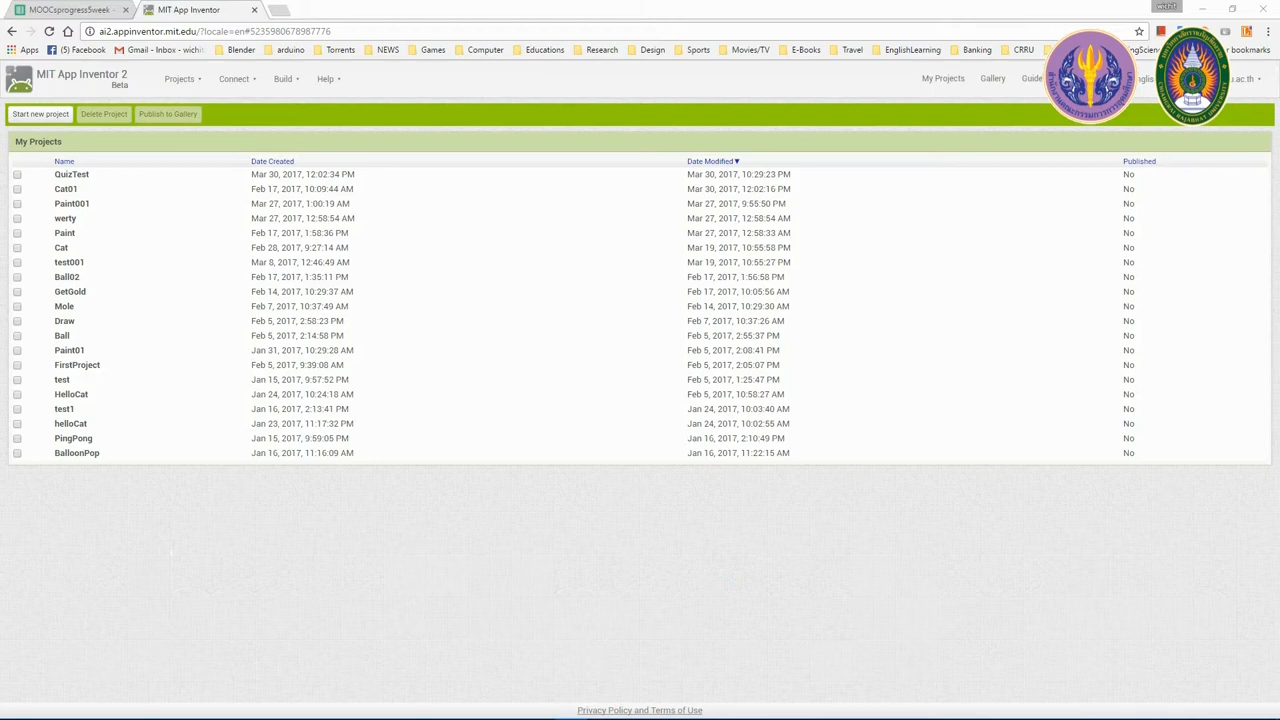 wichit
MOOCsprogress5week
MIT App Inventor
ai2.appinventor.mit.edu/?locale=en#5235980678987776
Apps (5) Facebook Gmail - Inbox - wichit Blender arduino Torrents NEWS Games Computer Educations Research Design Sports Movies/TV E-Books Travel EnglishLearning Banking CRRU bookmarks
MIT App Inventor 2
Beta
Projects Connect Build Help My Projects Gallery Guide
Start new project Delete Project Publish to Gallery
My Projects
Name Date Created Date Modified Published
QuizTest Mar 30, 2017, 12:02:34 PM Mar 30, 2017, 10:29:23 PM No
Cat01 Feb 17, 2017, 10:09:44 AM Mar 30, 2017, 12:02:16 PM No
Paint001 Mar 27, 2017, 1:00:19 AM Mar 27, 2017, 9:55:50 PM No
werty Mar 27, 2017, 12:58:54 AM Mar 27, 2017, 12:58:54 AM No
Paint Feb 17, 2017, 1:58:36 PM Mar 27, 2017, 12:58:33 AM No
Cat Feb 28, 2017, 9:27:14 AM Mar 19, 2017, 10:55:58 PM No
test001 Mar 8, 2017, 12:46:49 AM Mar 19, 2017, 10:55:27 PM No
Ball02 Feb 17, 2017, 1:35:11 PM Feb 17, 2017, 1:56:58 PM No
GetGold Feb 14, 2017, 10:29:37 AM Feb 17, 2017, 10:05:56 AM No
Mole Feb 7, 2017, 10:37:49 AM Feb 14, 2017, 10:29:30 AM No
Draw Feb 5, 2017, 2:58:23 PM Feb 7, 2017, 10:37:26 AM No
Ball Feb 5, 2017, 2:14:58 PM Feb 5, 2017, 2:55:37 PM No
Paint01 Jan 31, 2017, 10:29:28 AM Feb 5, 2017, 2:08:41 PM No
FirstProject Feb 5, 2017, 9:39:08 AM Feb 5, 2017, 2:05:07 PM No
test Jan 15, 2017, 9:57:52 PM Feb 5, 2017, 1:25:47 PM No
HelloCat Jan 24, 2017, 10:24:18 AM Feb 5, 2017, 10:58:27 AM No
test1 Jan 16, 2017, 2:13:41 PM Jan 24, 2017, 10:03:40 AM No
helloCat Jan 23, 2017, 11:17:32 PM Jan 24, 2017, 10:02:55 AM No
PingPong Jan 15, 2017, 9:59:05 PM Jan 16, 2017, 2:10:49 PM No
BalloonPop Jan 16, 2017, 11:16:09 AM Jan 16, 2017, 11:22:15 AM No
Privacy Policy and Terms of Use